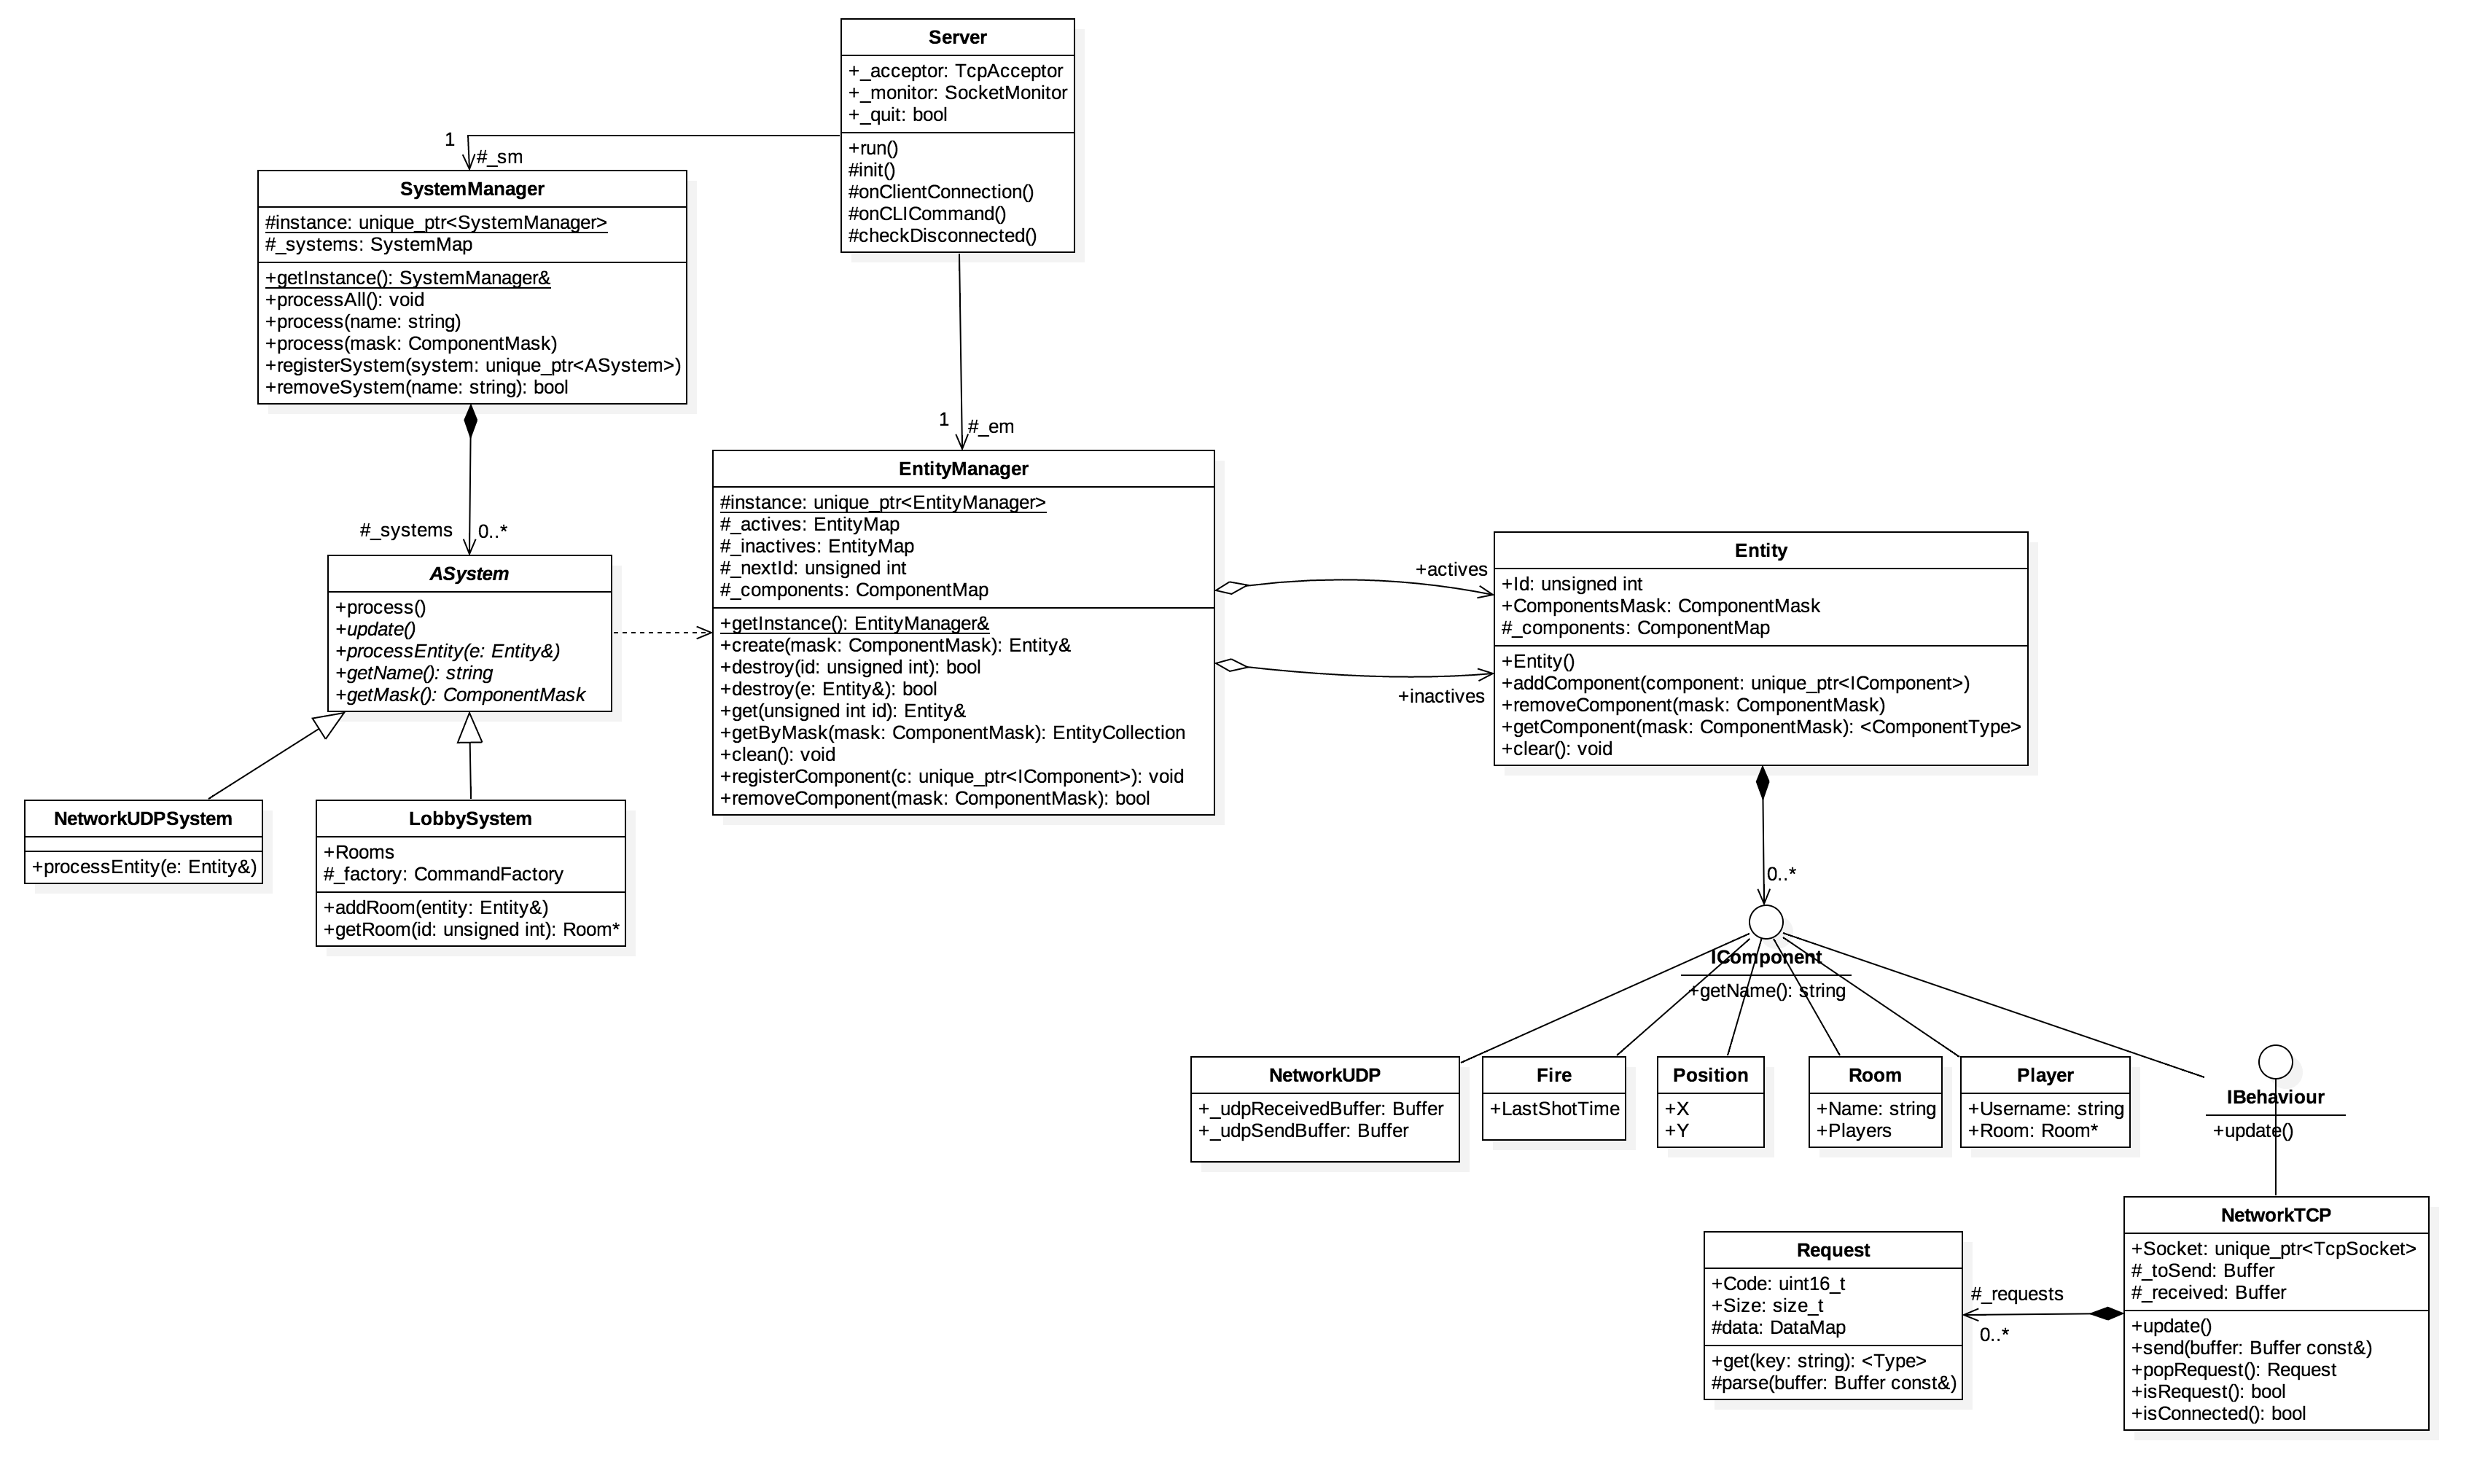 Server
+_acceptor: TcpAcceptor
+_monitor: SocketMonitor
+_quit: bool
+run()
#init()
#onClientConnection()
#onCLICommand()
#checkDisconnected()
1
#_sm
SystemManager
#instance: unique_ptr<SystemManager>
#_systems: SystemMap
+getInstance(): SystemManager&
+processAll(): void
+process(name: string)
+process(mask: ComponentMask)
+registerSystem(system: unique_ptr<ASystem>)
+removeSystem(name: string): bool
1
#_em
#_systems
0..*
ASystem
+process()
+update()
+processEntity(e: Entity&)
+getName(): string
+getMask(): ComponentMask
EntityManager
#instance: unique_ptr<EntityManager>
#_actives: EntityMap
#_inactives: EntityMap
#_nextId: unsigned int
#_components: ComponentMap
+getInstance(): EntityManager&
+create(mask: ComponentMask): Entity&
+destroy(id: unsigned int): bool
+destroy(e: Entity&): bool
+get(unsigned int id): Entity&
+getByMask(mask: ComponentMask): EntityCollection
+clean(): void
+registerComponent(c: unique_ptr<IComponent>): void
+removeComponent(mask: ComponentMask): bool
+actives
+inactives
Entity
+Id: unsigned int
+ComponentsMask: ComponentMask
#_components: ComponentMap
+Entity()
+addComponent(component: unique_ptr<IComponent>)
+removeComponent(mask: ComponentMask)
+getComponent(mask: ComponentMask): <ComponentType>
+clear(): void
NetworkUDPSystem
+processEntity(e: Entity&)
LobbySystem
+Rooms
#_factory: CommandFactory
+addRoom(entity: Entity&)
+getRoom(id: unsigned int): Room*
0..*
IComponent
+getName(): string
NetworkUDP
+_udpReceivedBuffer: Buffer
+_udpSendBuffer: Buffer
Fire
+LastShotTime
Position
+X
+Y
Room
+Name: string
+Players
Player
+Username: string
+Room: Room*
IBehaviour
+update()
Request
+Code: uint16_t
+Size: size_t
#data: DataMap
+get(key: string): <Type>
#parse(buffer: Buffer const&)
#_requests
0..*
NetworkTCP
+Socket: unique_ptr<TcpSocket>
#_toSend: Buffer
#_received: Buffer
+update()
+send(buffer: Buffer const&)
+popRequest(): Request
+isRequest(): bool
+isConnected(): bool